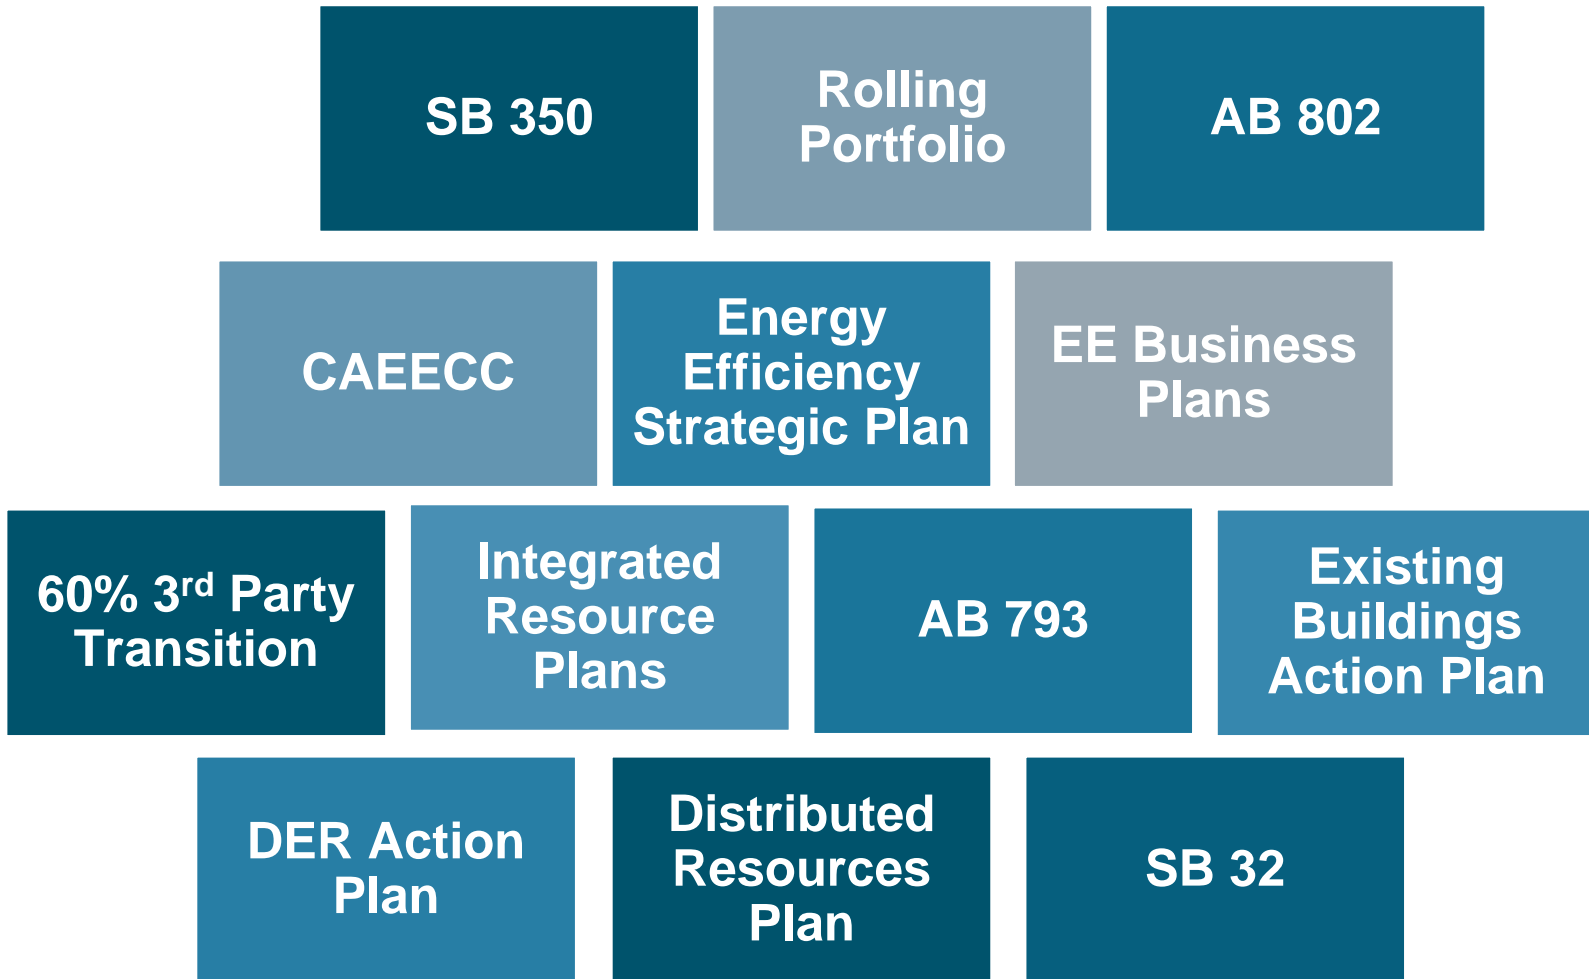 SB 350
Rolling
Portfolio
AB 802
CAEECC
Energy
Efficiency
Strategic Plan
EE Business
Plans
60% 3rd Party
Transition
Integrated
Resource
Plans
AB 793
Existing
Buildings
Action Plan
DER Action
Plan
Distributed
Resources
Plan
SB 32